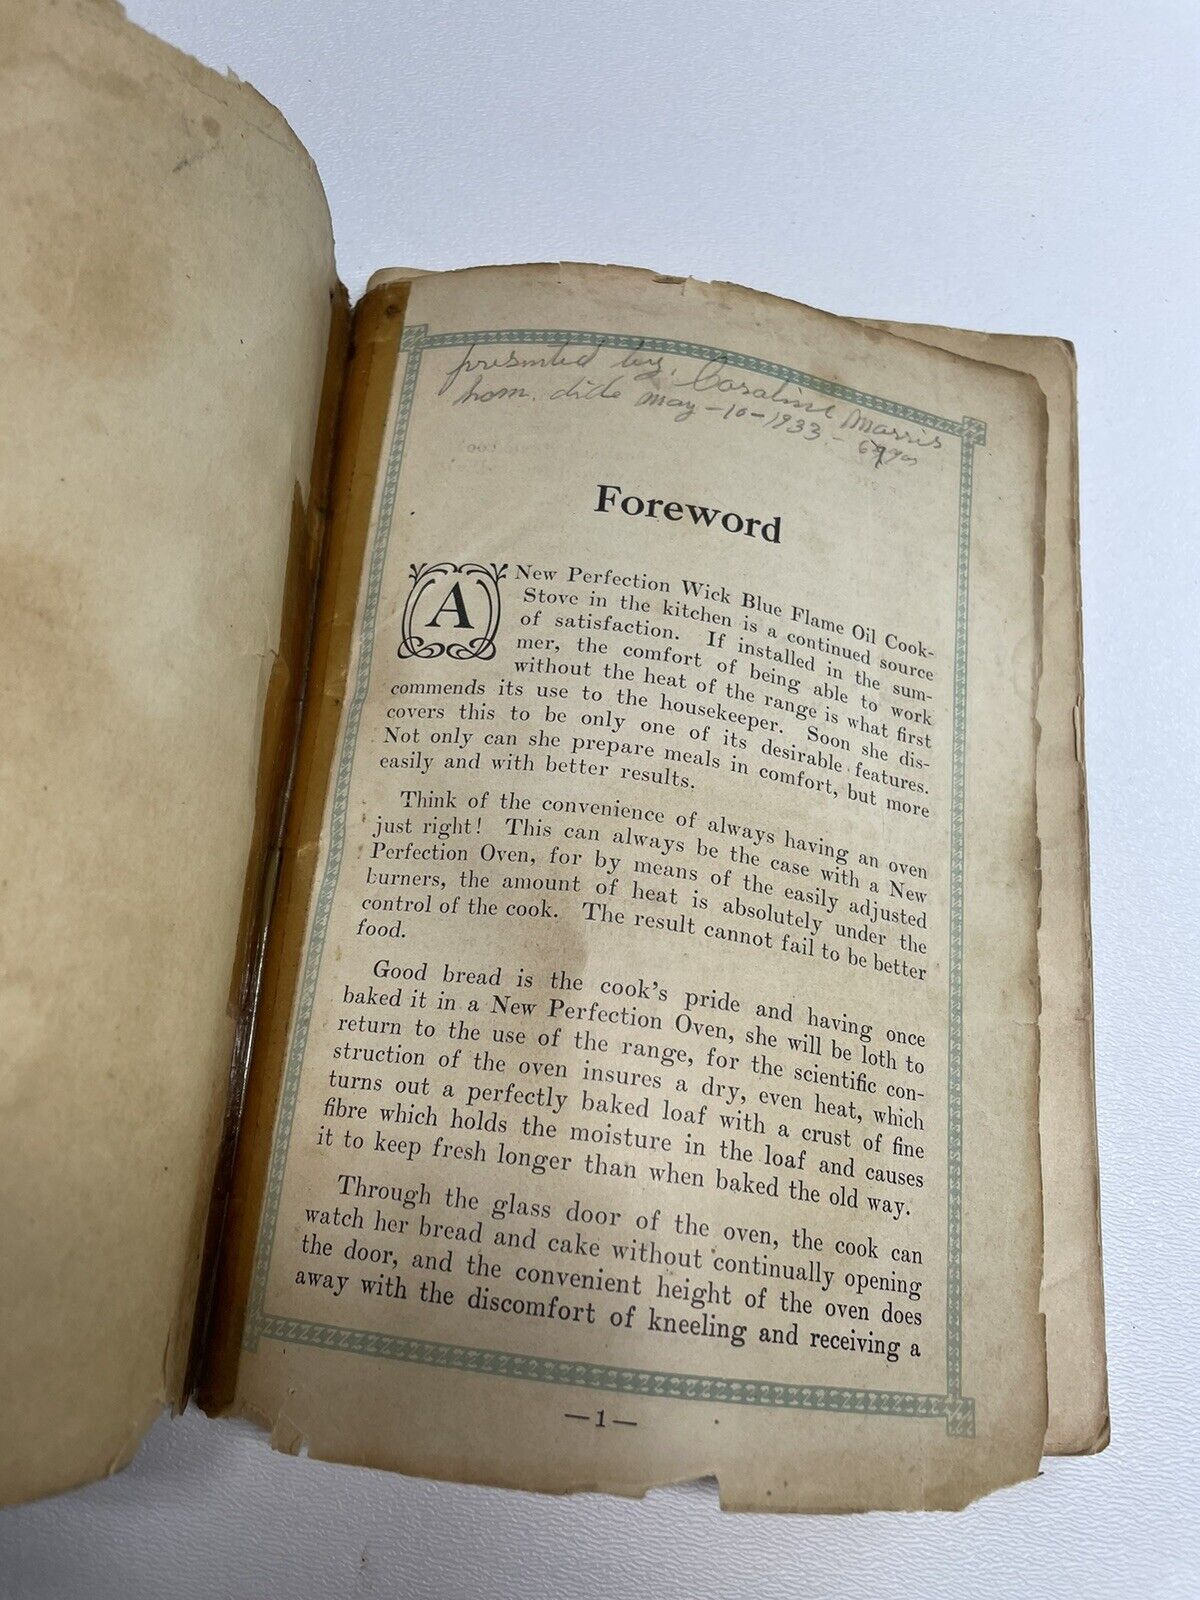 presented by, Caroline Marris
hom. ditto may-10-1933.-
Foreword
A New Perfection Wick Blue Flame Oil Cook-
Stove in the kitchen is a continued source
of satisfaction. If installed in the sum-
mer, the comfort of being able to work
without the heat of the range is what first
commends its use to the housekeeper. Soon she dis-
covers this to be only one of its desirable features.
Not only can she prepare meals in comfort, but more
easily and with better results.
Think of the convenience of always having an oven
just right! This can always be the case with a New
Perfection Oven, for by means of the easily adjusted
burners, the amount of heat is absolutely under the
control of the cook. The result cannot fail to be better
food.
Good bread is the cook's pride and having once
baked it in a New Perfection Oven, she will be loth to
return to the use of the range, for the scientific con-
struction of the oven insures a dry, even heat, which
turns out a perfectly baked loaf with a crust of fine
fibre which holds the moisture in the loaf and causes
it to keep fresh longer than when baked the old way.
Through the glass door of the oven, the cook can
watch her bread and cake without continually opening
the door, and the convenient height of the oven does
away with the discomfort of kneeling and receiving a
—1—